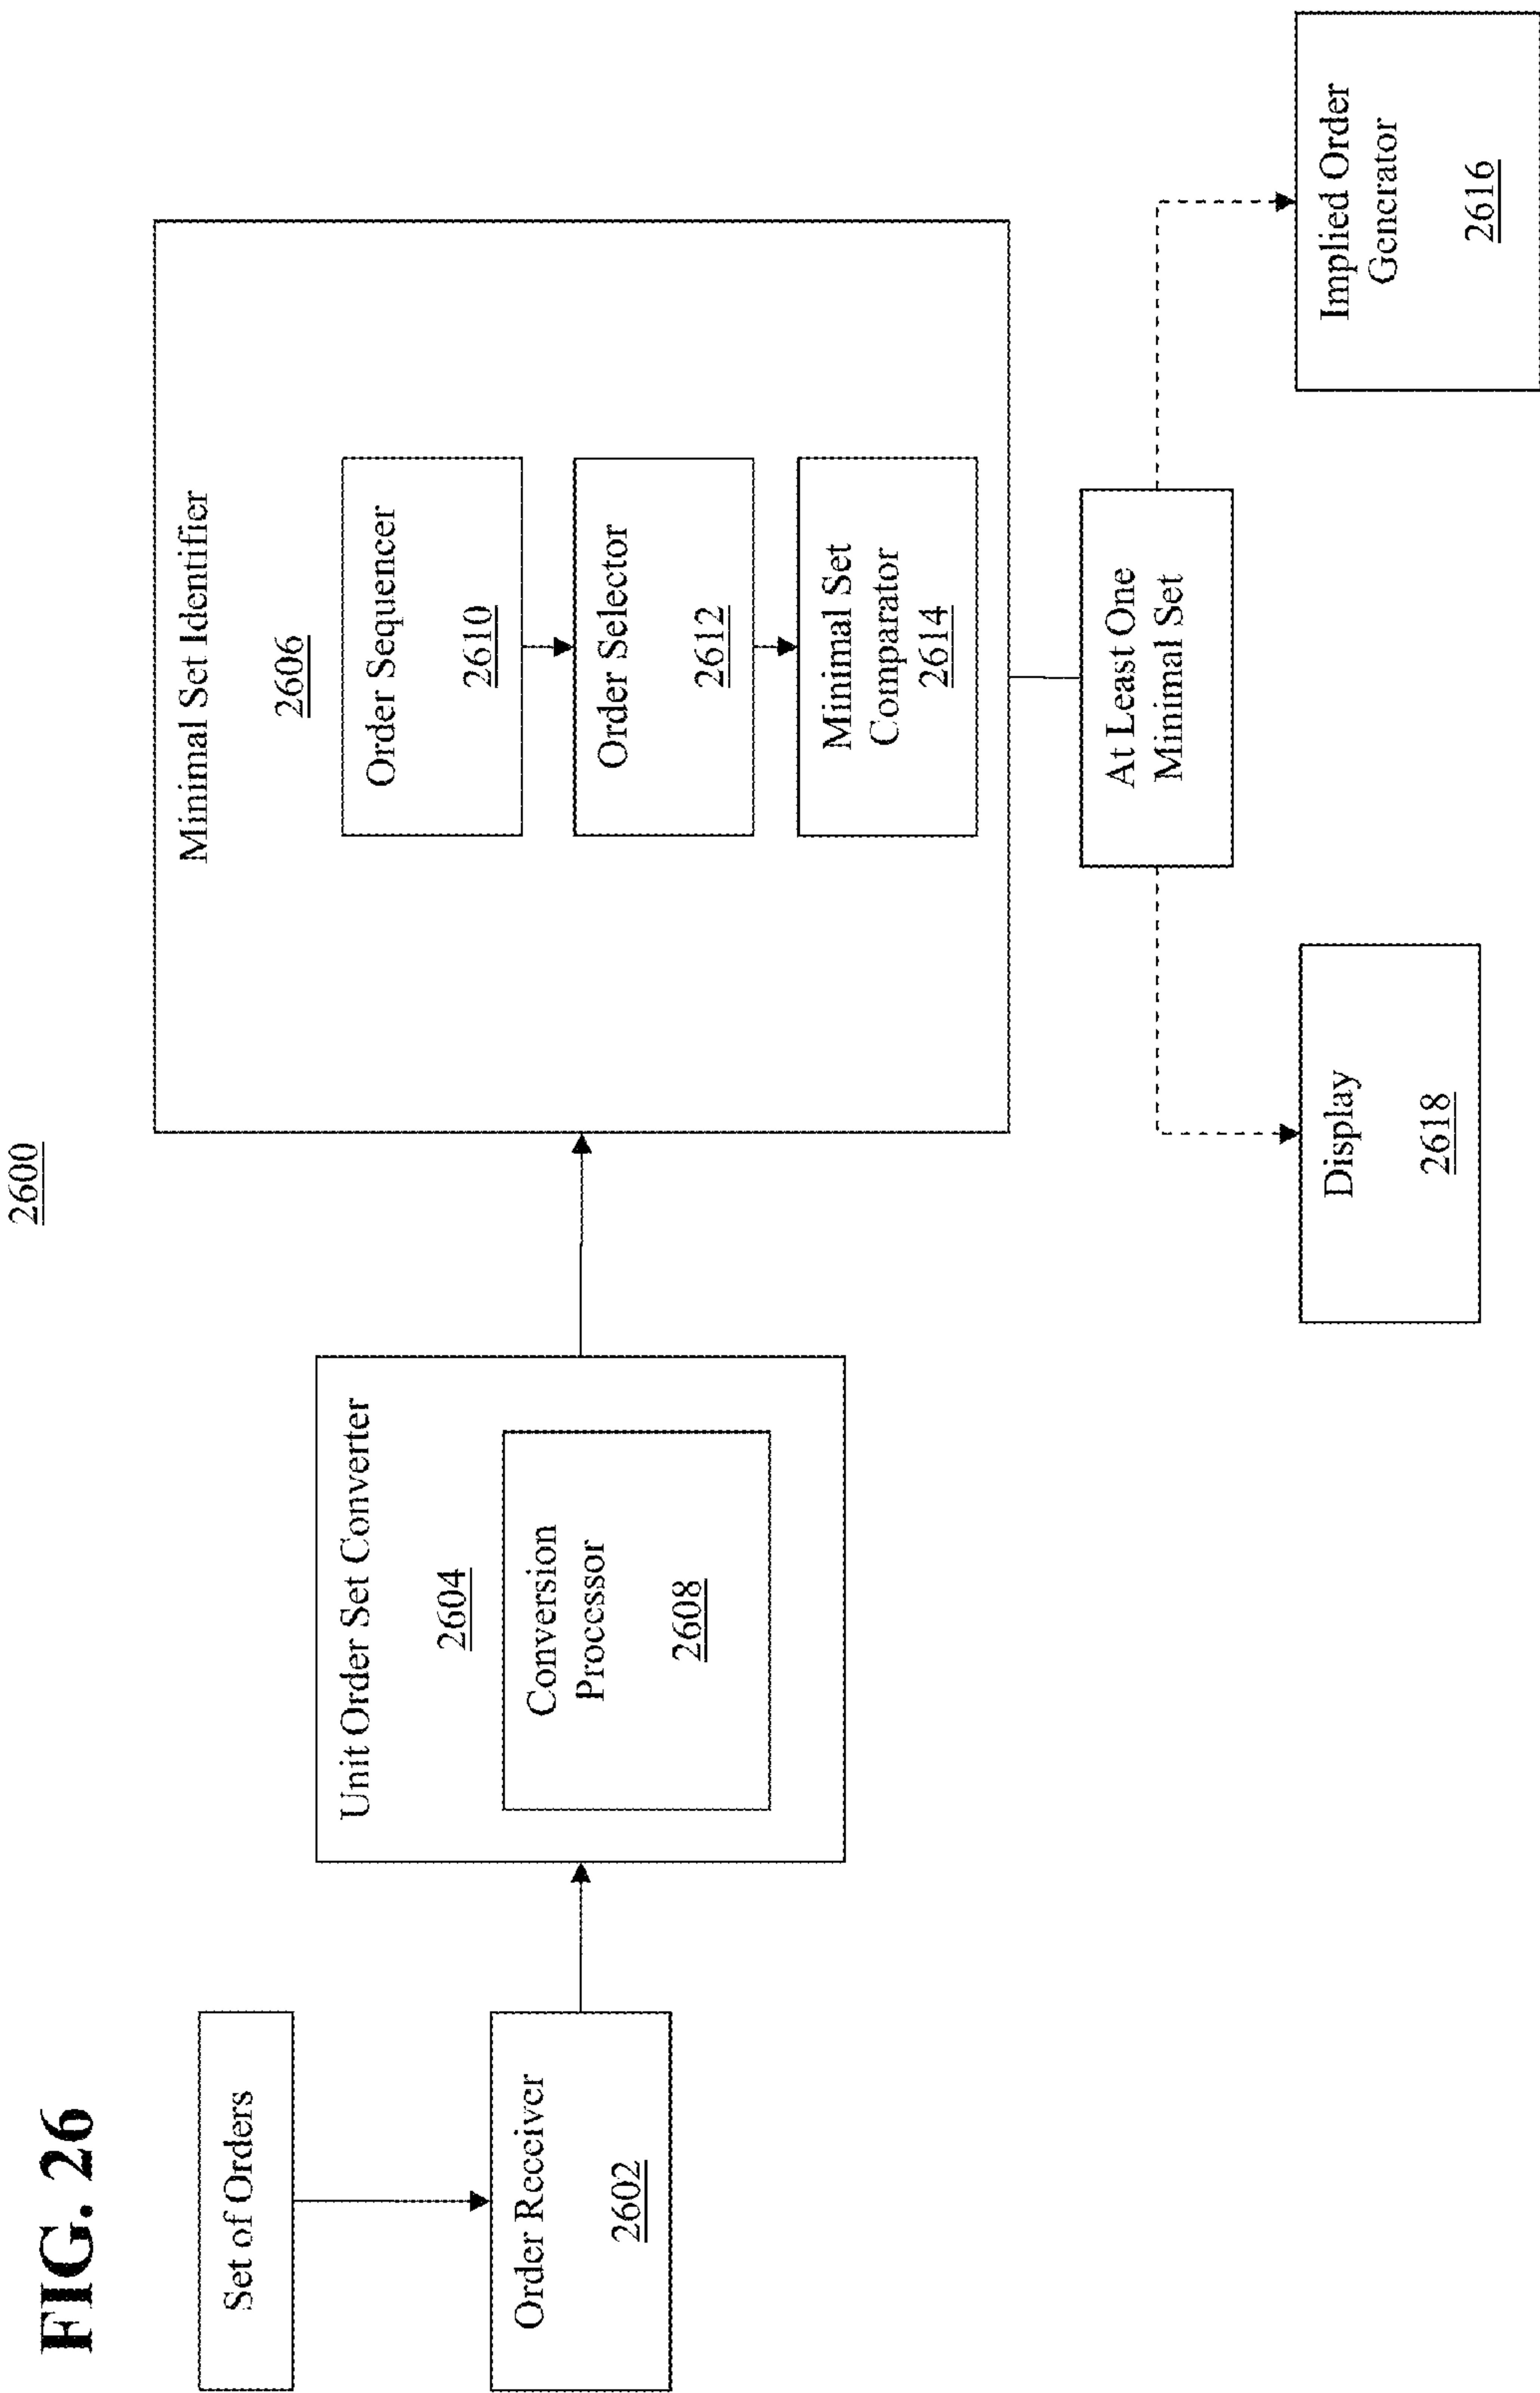 FIG. 26
2600
Set of Orders
Order Receiver
2602
Unit Order Set Converter
2604
Conversion
Processor
2608
Minimal Set Identifier
2606
Order Sequencer
2610
Order Selector
2612
Minimal Set
Comparator
2614
At Least One
Minimal Set
Display
2618
Implied Order
Generator
2616